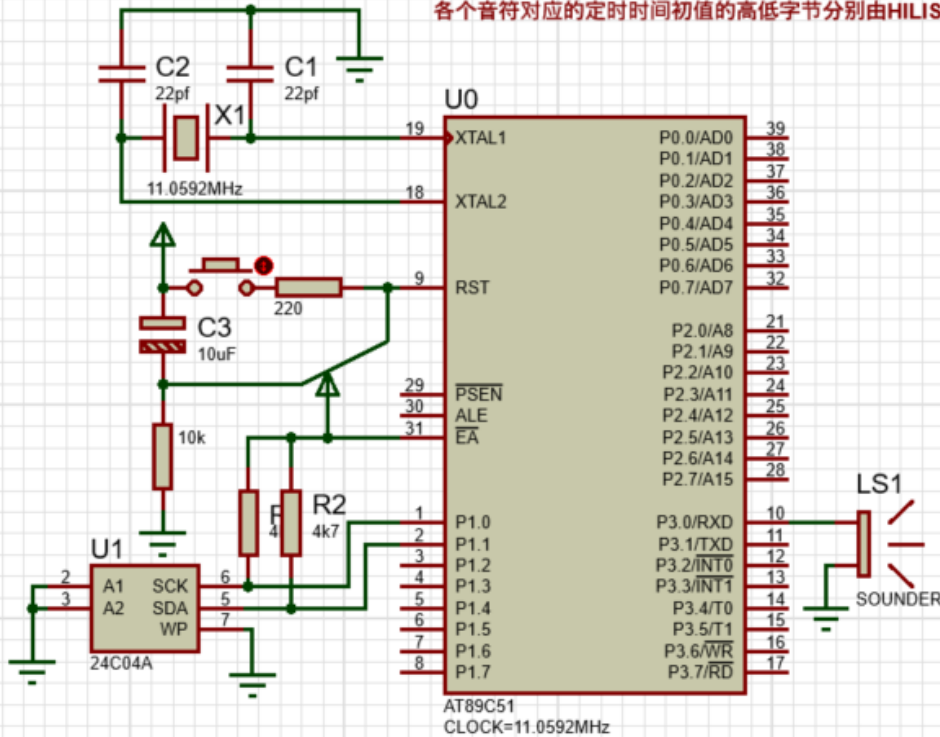 各个音符对应的定时时间初值的高低字节分别由HILIS
C2
22pf
C1
22pf
X1
11.0592MHz
U0
19
XTAL1
18
XTAL2
9
RST
29
PSEN
30
ALE
31
EA
1
P1.0
2
P1.1
3
P1.2
4
P1.3
5
P1.4
6
P1.5
7
P1.6
8
P1.7
P0.0/AD0
39
P0.1/AD1
38
P0.2/AD2
37
P0.3/AD3
36
P0.4/AD4
35
P0.5/AD5
34
P0.6/AD6
33
P0.7/AD7
32
P2.0/A8
21
P2.1/A9
22
P2.2/A10
23
P2.3/A11
24
P2.4/A12
25
P2.5/A13
26
P2.6/A14
27
P2.7/A15
28
P3.0/RXD
10
P3.1/TXD
11
P3.2/INT0
12
P3.3/INT1
13
P3.4/T0
14
P3.5/T1
15
P3.6/WR
16
P3.7/RD
17
AT89C51
CLOCK=11.0592MHz
220
C3
10uF
10k
R2
4k7
U1
2
A1
3
A2
SCK
6
SDA
5
WP
7
24C04A
LS1
SOUNDER